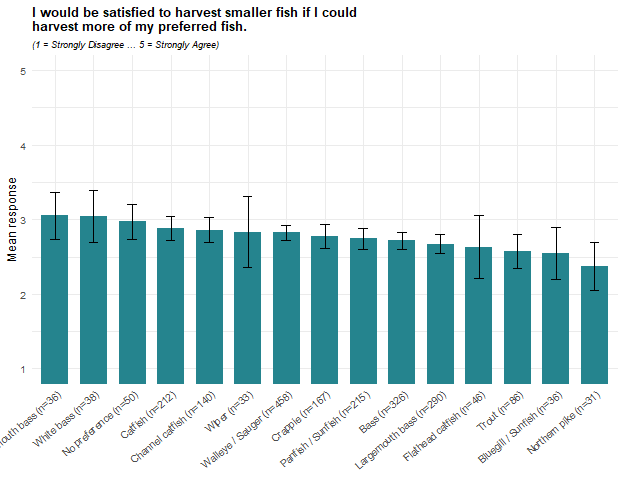 I would be satisfied to harvest smaller fish if I could
harvest more of my preferred fish.
(1 = Strongly Disagree ... 5 = Strongly Agree)
Mean response
5
4
3
2
1
bass (n=36)
White bass (n=38)
No preference (n=50)
Catfish (n=212)
Channel catfish (n=140)
Wiper (n=33)
Walleye / Sauger (n=458)
Crappie (n=167)
Panfish / Sunfish (n=215)
Bass (n=326)
Largemouth bass (n=290)
Flathead catfish (n=46)
Trout (n=86)
Bluegill / Sunfish (n=36)
Northern pike (n=31)